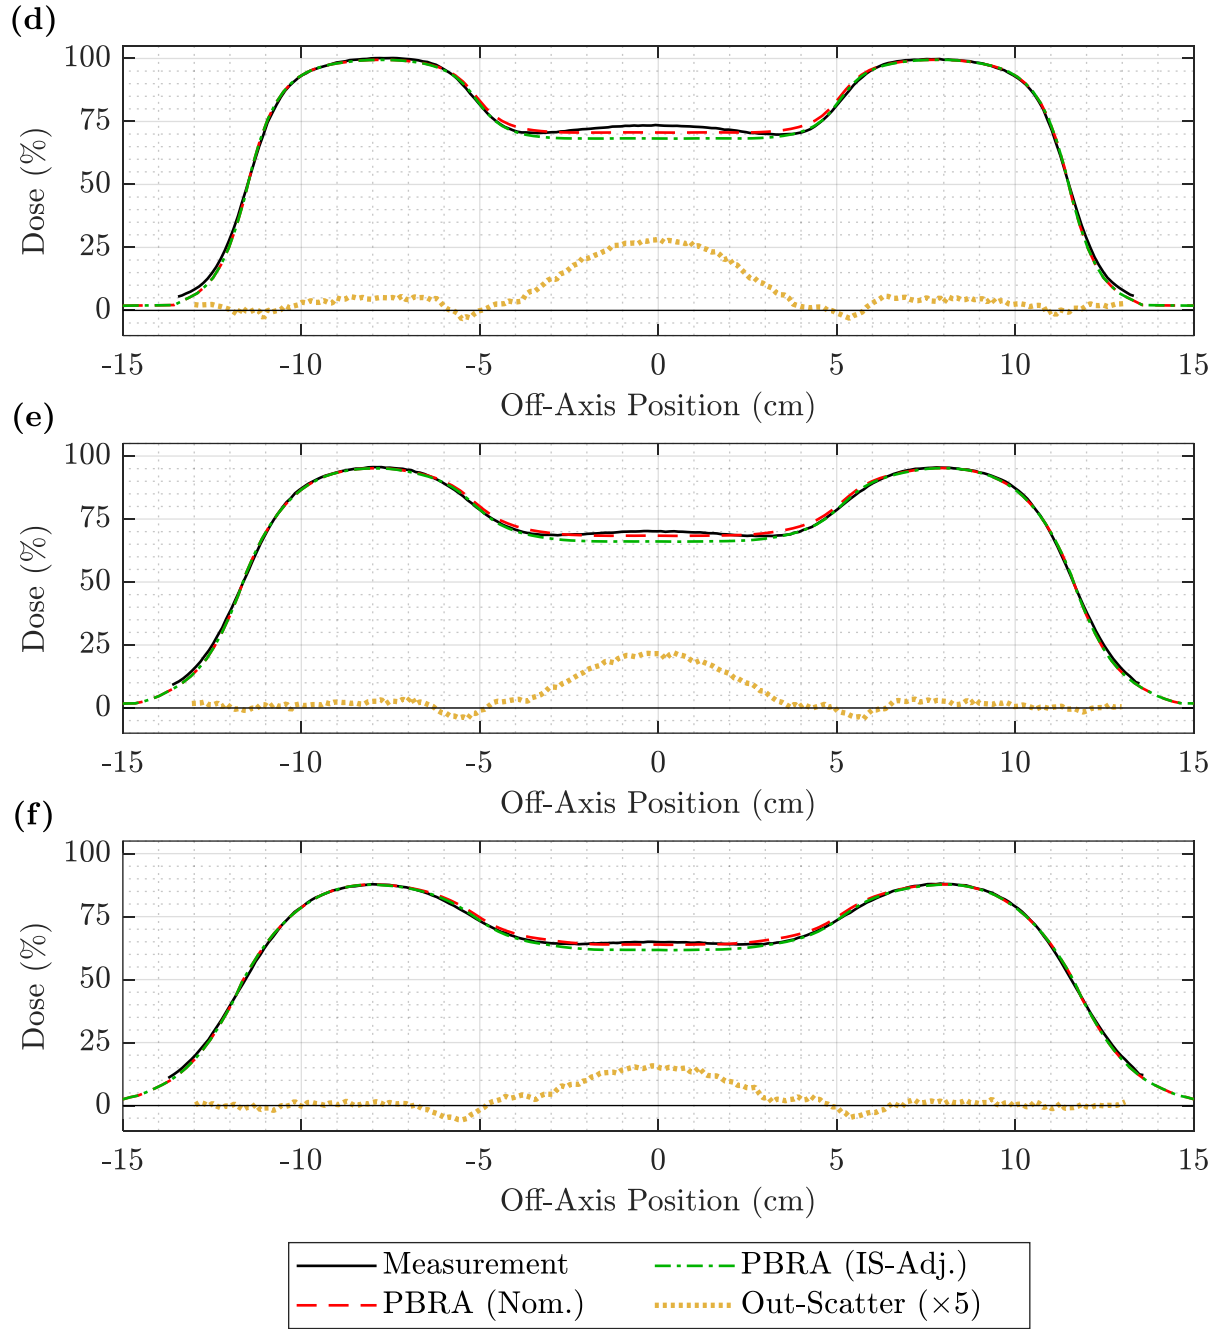 (d)
100
75
50
25
0
Dose (%)
-15 -10 -5 0 5 10 15
Off-Axis Position (cm)
(e)
100
75
50
25
0
Dose (%)
-15 -10 -5 0 5 10 15
Off-Axis Position (cm)
(f)
100
75
50
25
0
Dose (%)
-15 -10 -5 0 5 10 15
Off-Axis Position (cm)
Measurement PBRA (IS-Adj.)
PBRA (Nom.) Out-Scatter (×5)